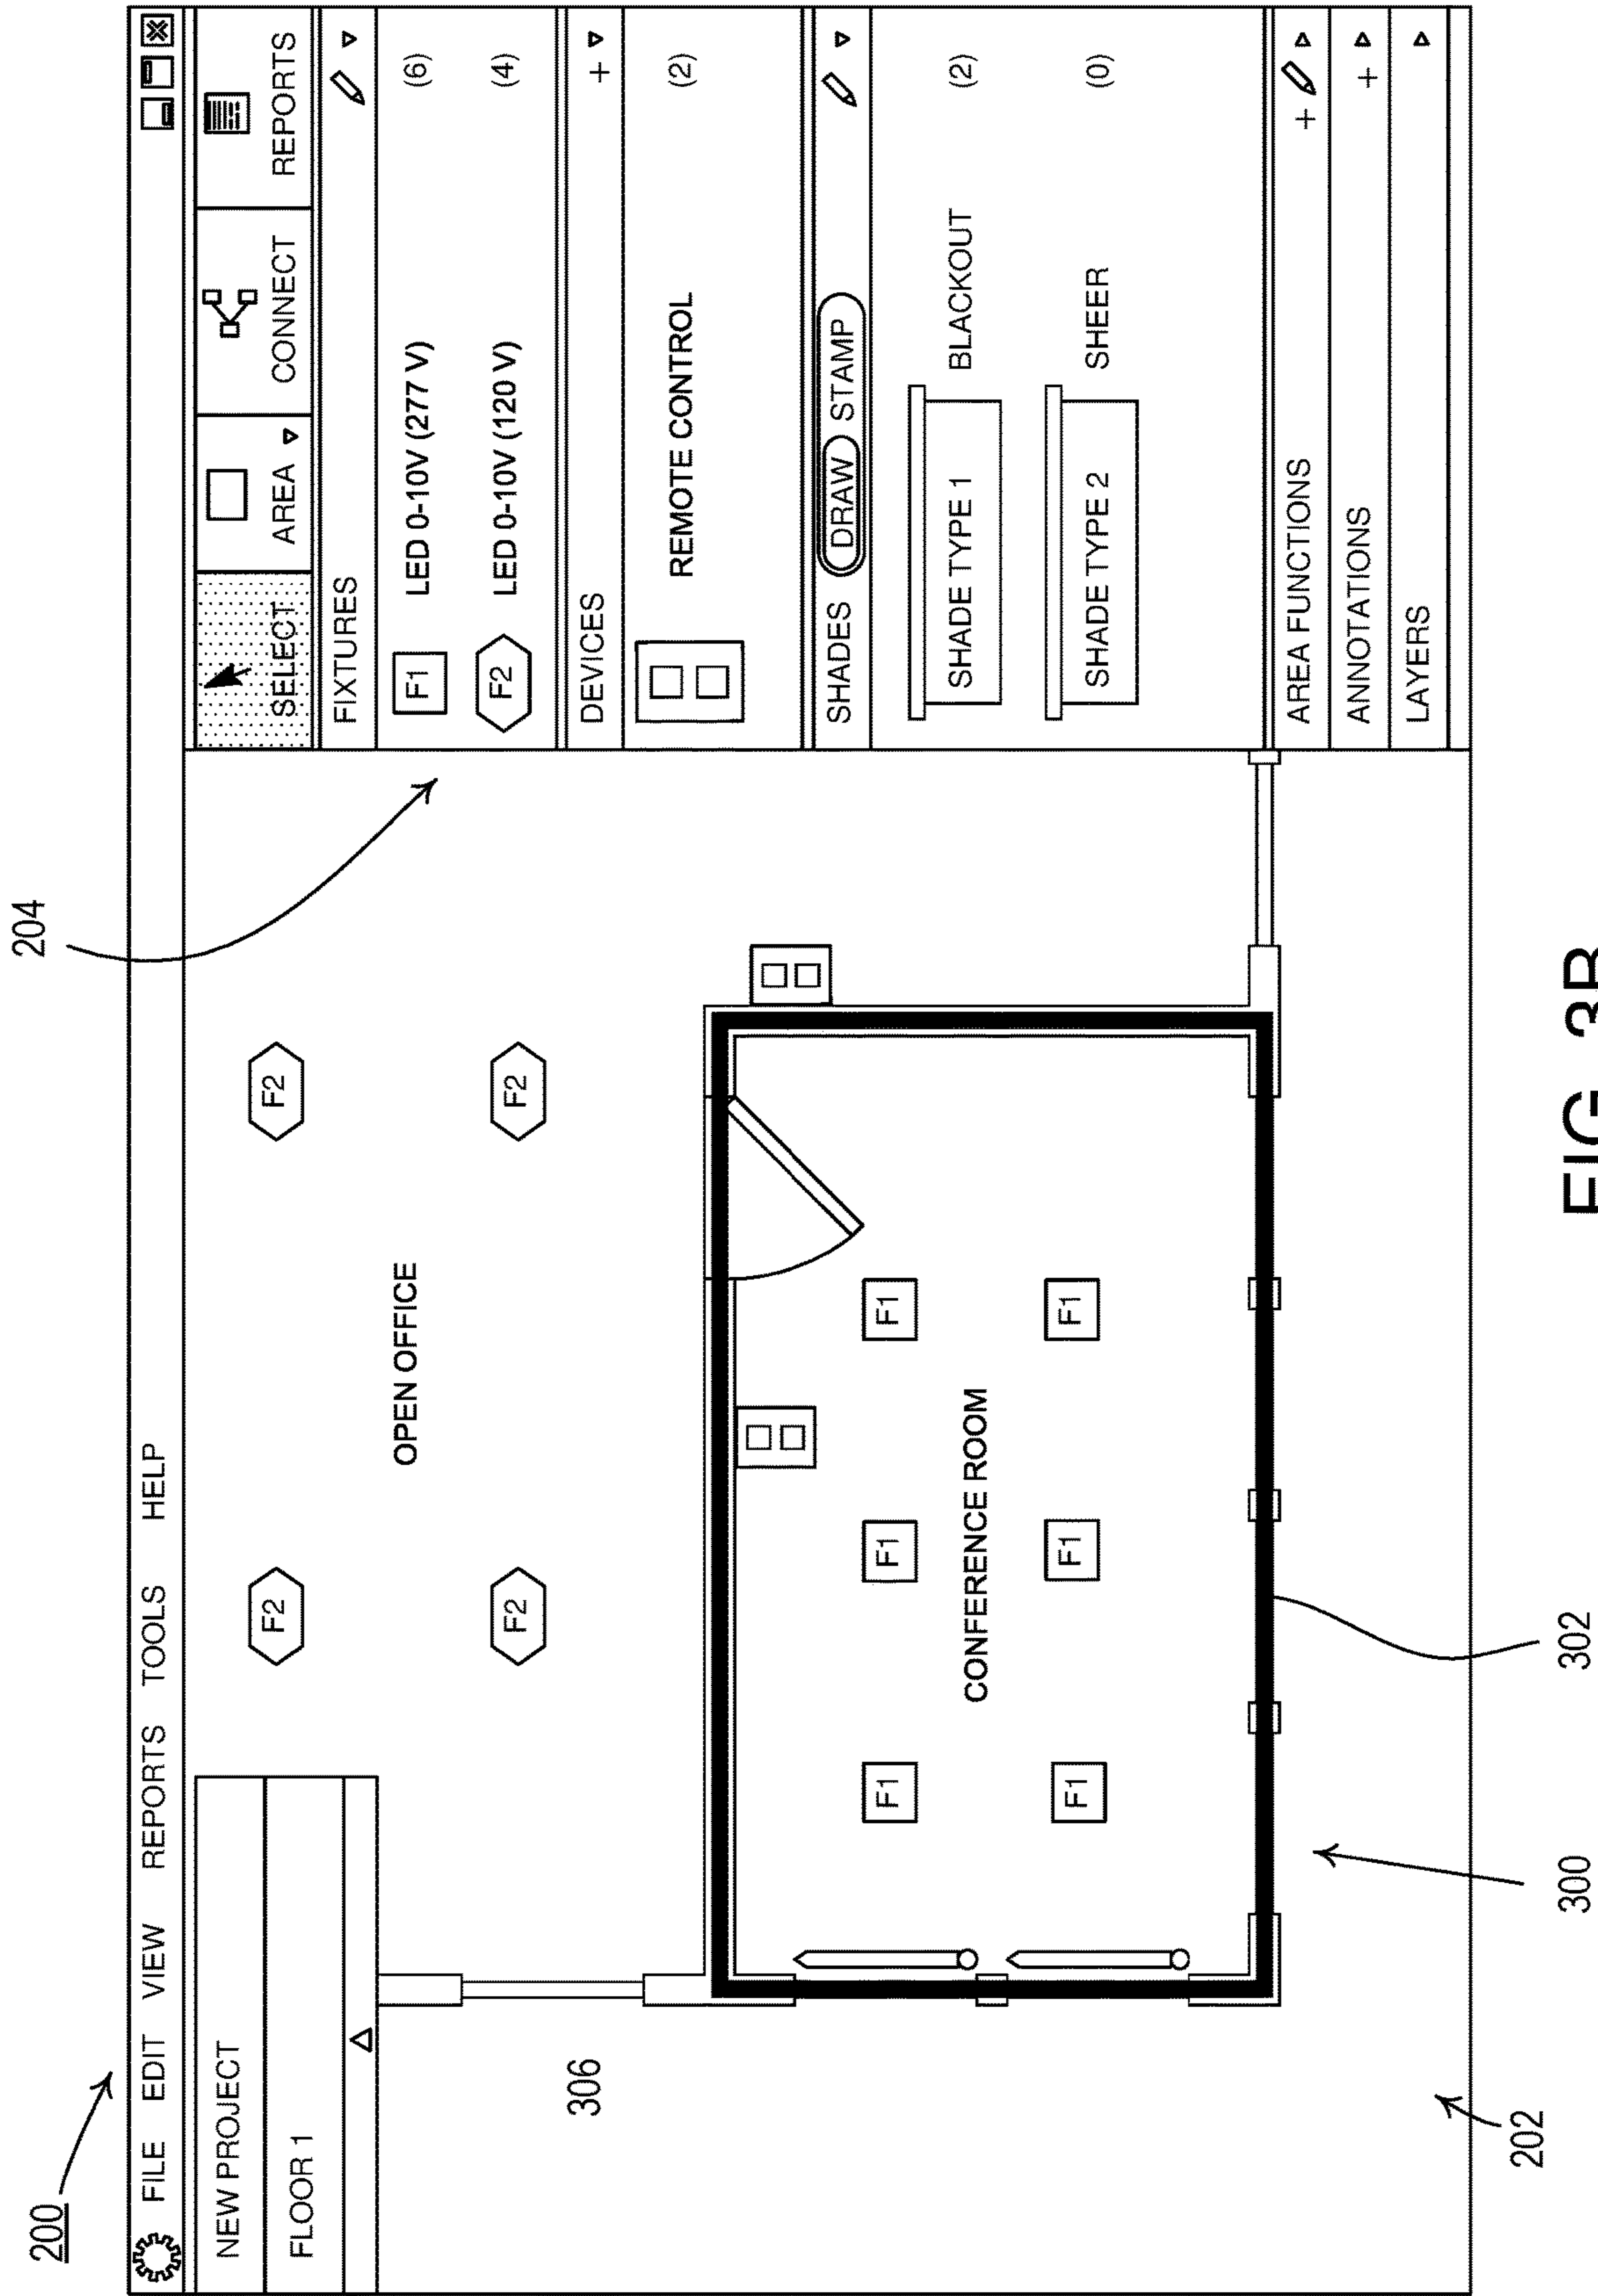 200
204
FILE EDIT VIEW REPORTS TOOLS HELP
NEW PROJECT
FLOOR 1
SELECT AREA CONNECT REPORTS
FIXTURES
F1 LED 0-10V (277 V) (6)
F2 LED 0-10V (120 V) (4)
DEVICES +
REMOTE CONTROL (2)
SHADES DRAW STAMP
SHADE TYPE 1 BLACKOUT (2)
SHADE TYPE 2 SHEER (0)
AREA FUNCTIONS +
ANNOTATIONS +
LAYERS
F2 F2
OPEN OFFICE
F2 F2
306
F1 F1 F1
CONFERENCE ROOM
F1 F1 F1
202
300
302
FIG. 3B